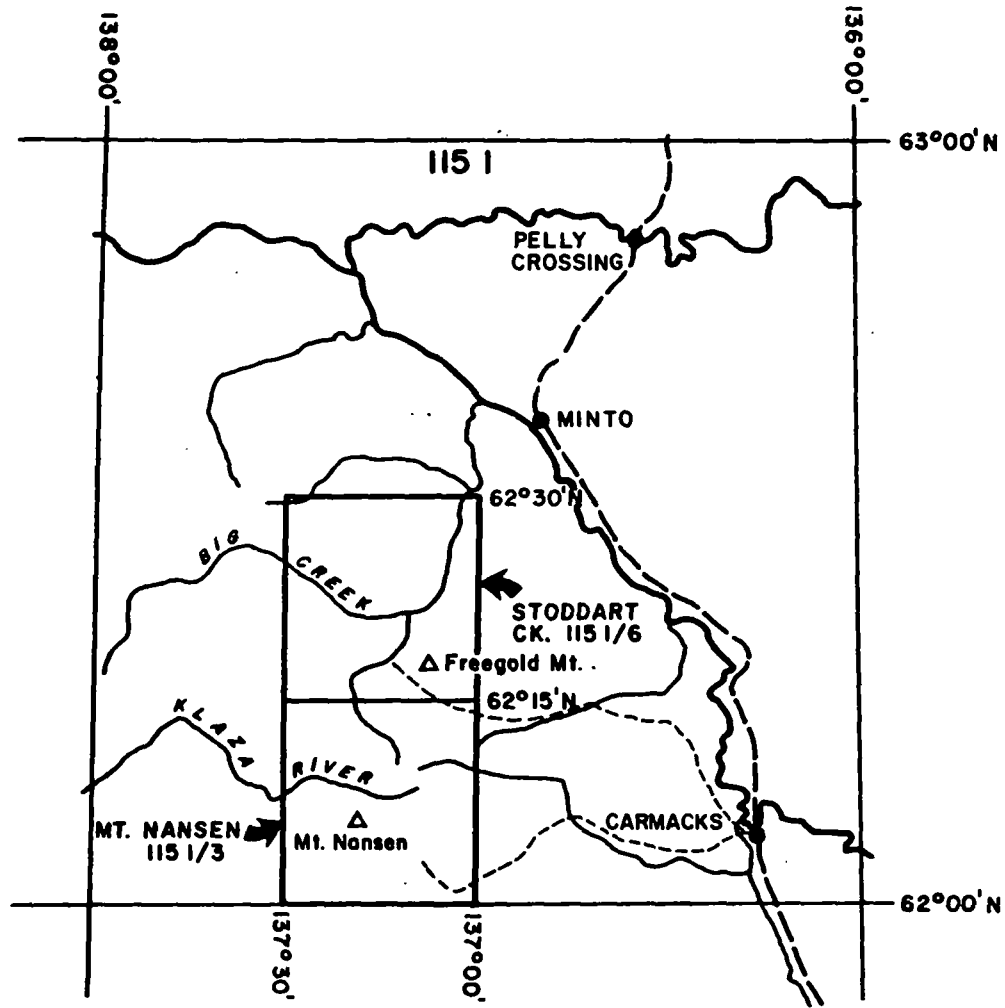 138°00'
136°00'
63°00'N
115 I
PELLY
CROSSING
MINTO
62°30'N
BIG CREEK
STODDART
CK. 115 I/6
Freegold Mt.
62°15'N
KLAZA RIVER
MT. NANSEN
115 I/3
Mt. Nansen
CARMACKS
62°00'N
137°30'
137°00'